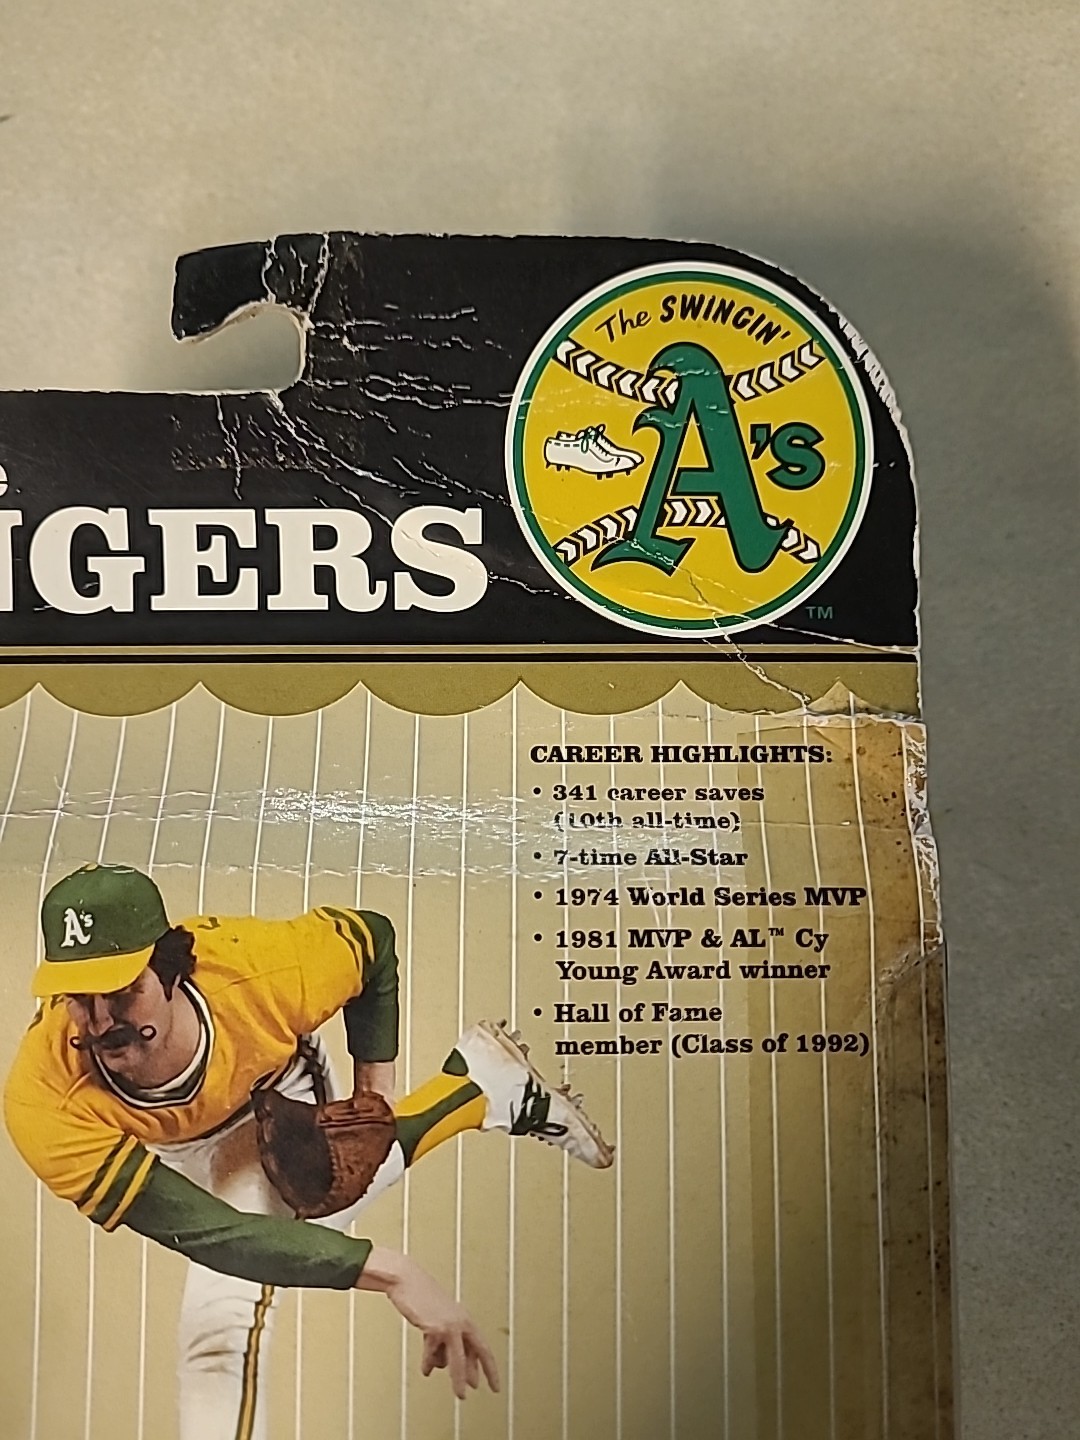 The SWINGIN'
A's
TM
e
NGERS
CAREER HIGHLIGHTS:
• 341 career saves
(10th all-time)
• 7-time All-Star
• 1974 World Series MVP
• 1981 MVP & AL™ Cy
Young Award winner
• Hall of Fame
member (Class of 1992)
A's